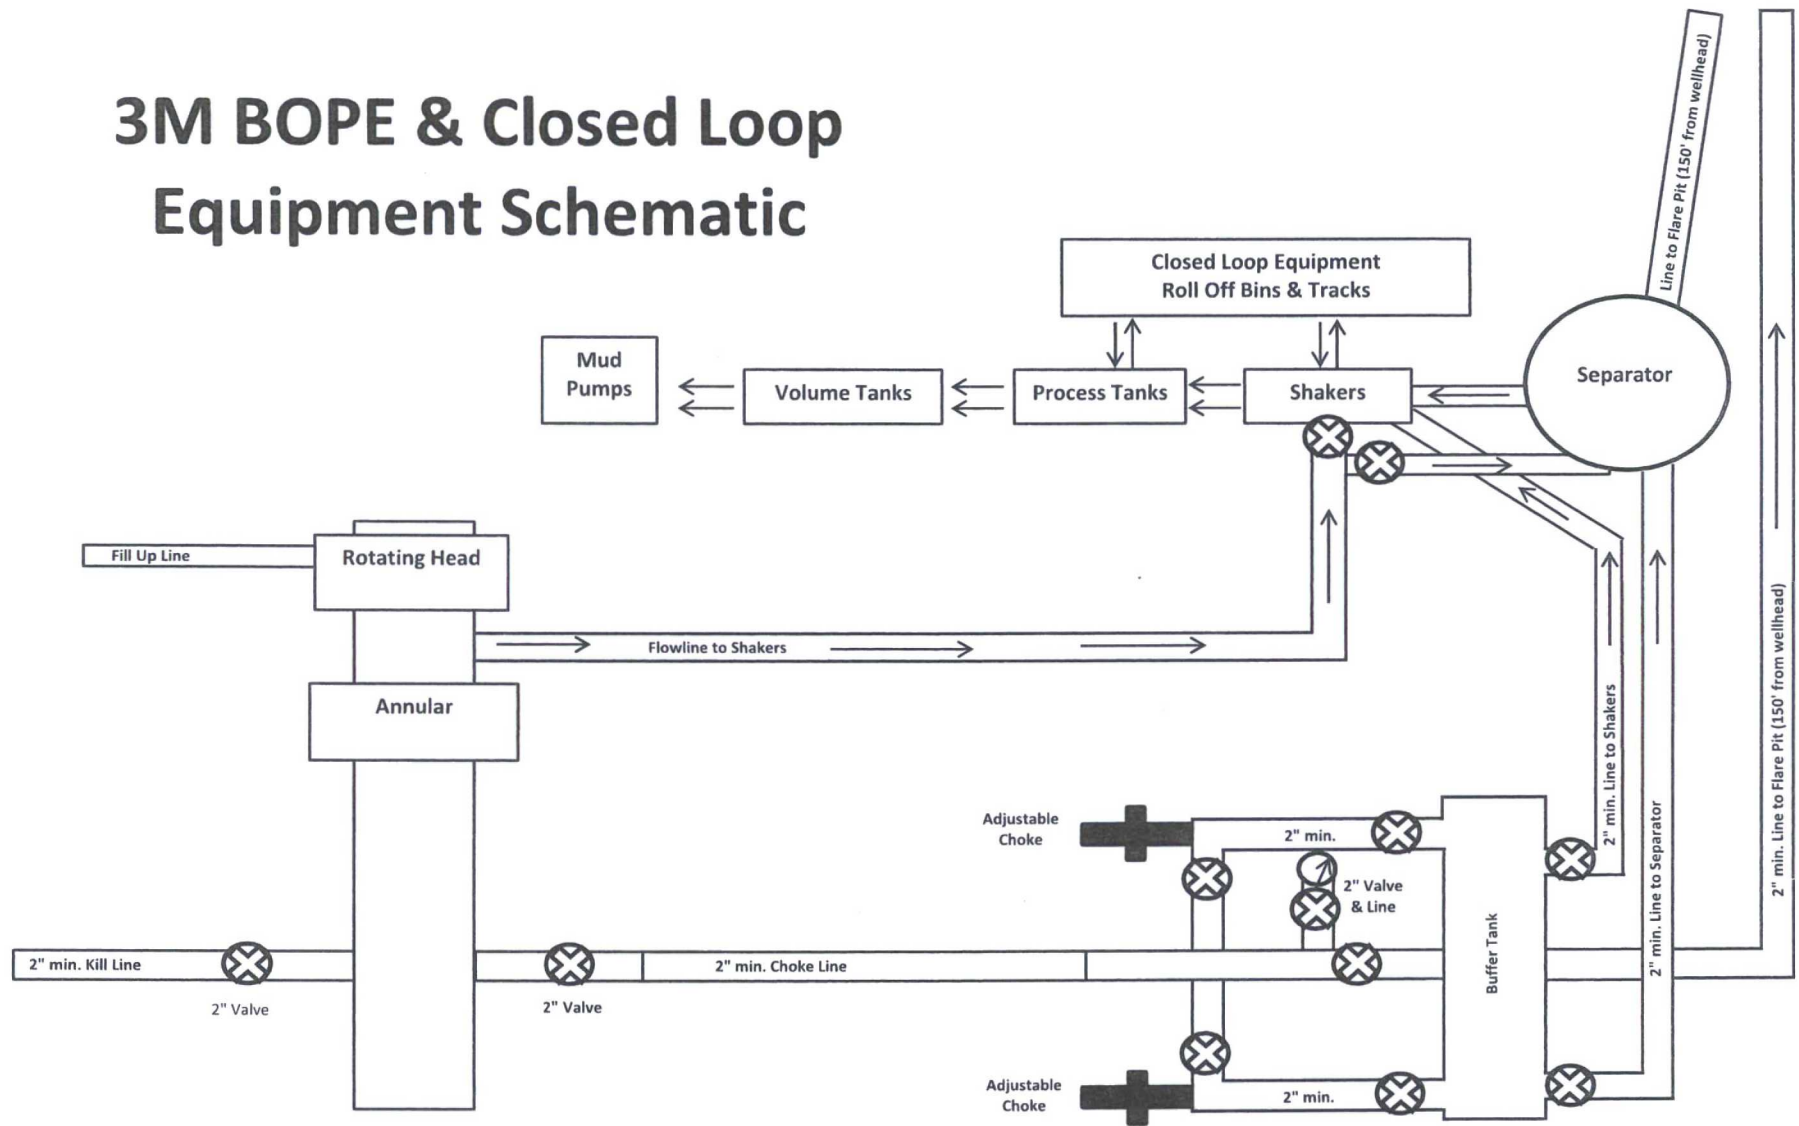 3M BOPE & Closed Loop
Equipment Schematic
Line to Flare Pit (150' from wellhead)
Closed Loop Equipment
Roll Off Bins & Tracks
Mud
Pumps
Volume Tanks
Process Tanks
Shakers
Separator
Fill Up Line
Rotating Head
Flowline to Shakers
Annular
2" min. Line to Shakers
2" min. Line to Separator
2" min. Line to Flare Pit (150' from wellhead)
Adjustable
Choke
2" min.
2" Valve
& Line
Buffer Tank
2" min. Kill Line
2" Valve
2" Valve
2" min. Choke Line
Adjustable
Choke
2" min.